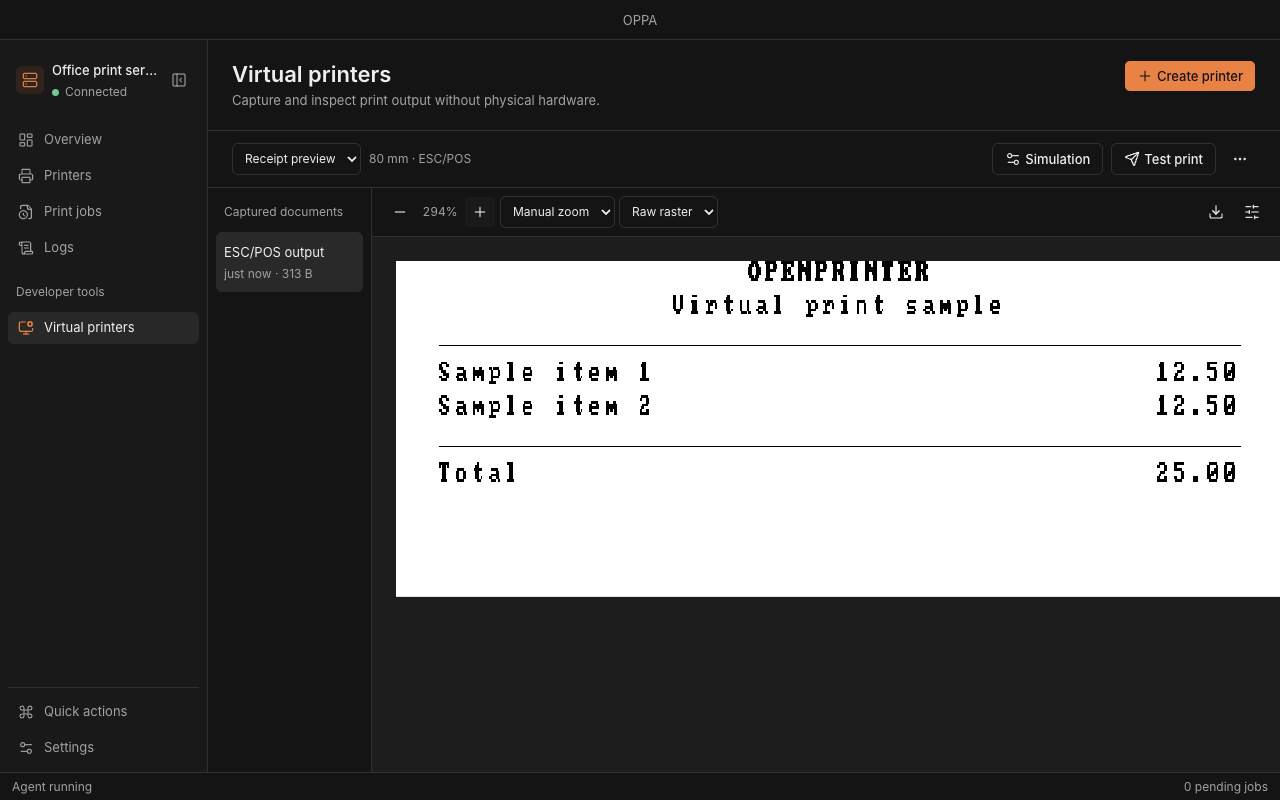 OPPA
Office print ser...
Connected
Overview
Printers
Print jobs
Logs
Developer tools
Virtual printers
Quick actions
Settings
Virtual printers
Capture and inspect print output without physical hardware.
Create printer
Receipt preview
80 mm · ESC/POS
Simulation
Test print
Captured documents
ESC/POS output
just now · 313 B
294%
Manual zoom
Raw raster
OPENPRINTER
Virtual print sample
Sample item 1 12.50
Sample item 2 12.50
Total 25.00
Agent running
0 pending jobs